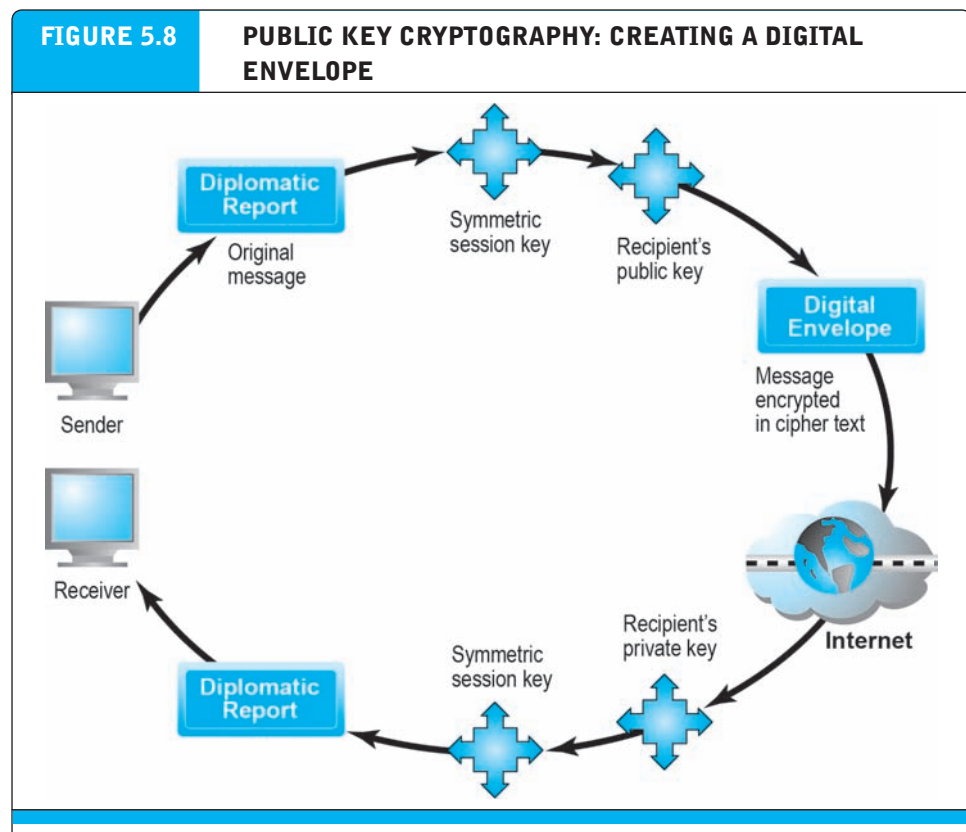 FIGURE 5.8
PUBLIC KEY CRYPTOGRAPHY: CREATING A DIGITAL
ENVELOPE
Diplomatic
Report
Original
message
Symmetric
session key
Recipient's
public key
Digital
Envelope
Message
encrypted
in cipher text
Sender
Receiver
Internet
Recipient's
private key
Symmetric
session key
Diplomatic
Report